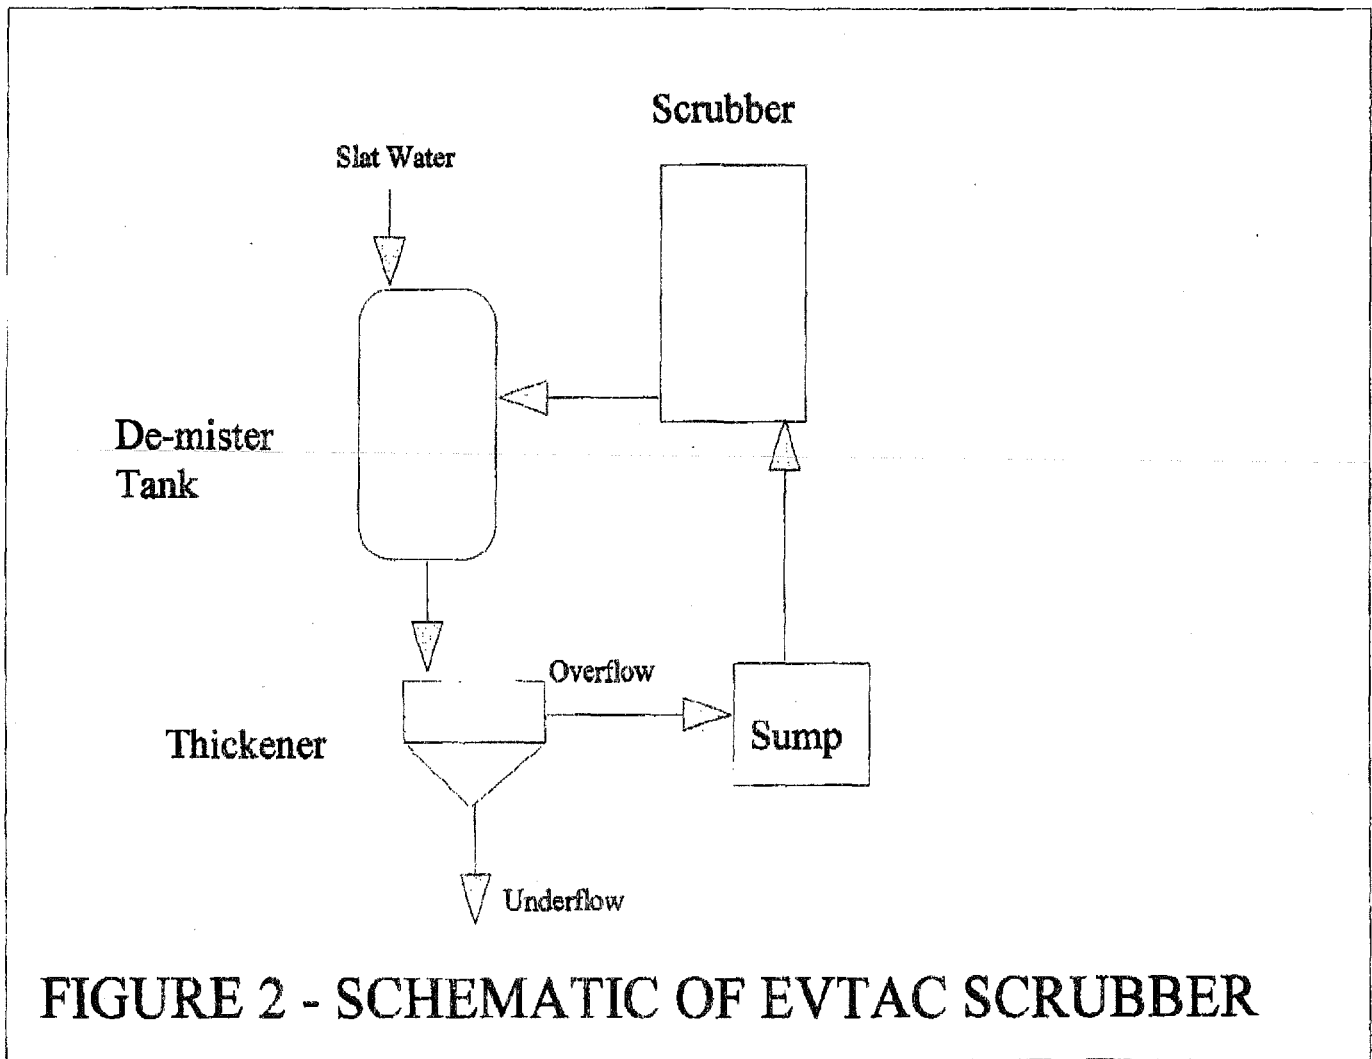 Scrubber
Slat Water
De-mister
Tank
Overflow
Thickener
Sump
Underflow
FIGURE 2 - SCHEMATIC OF EVTAC SCRUBBER